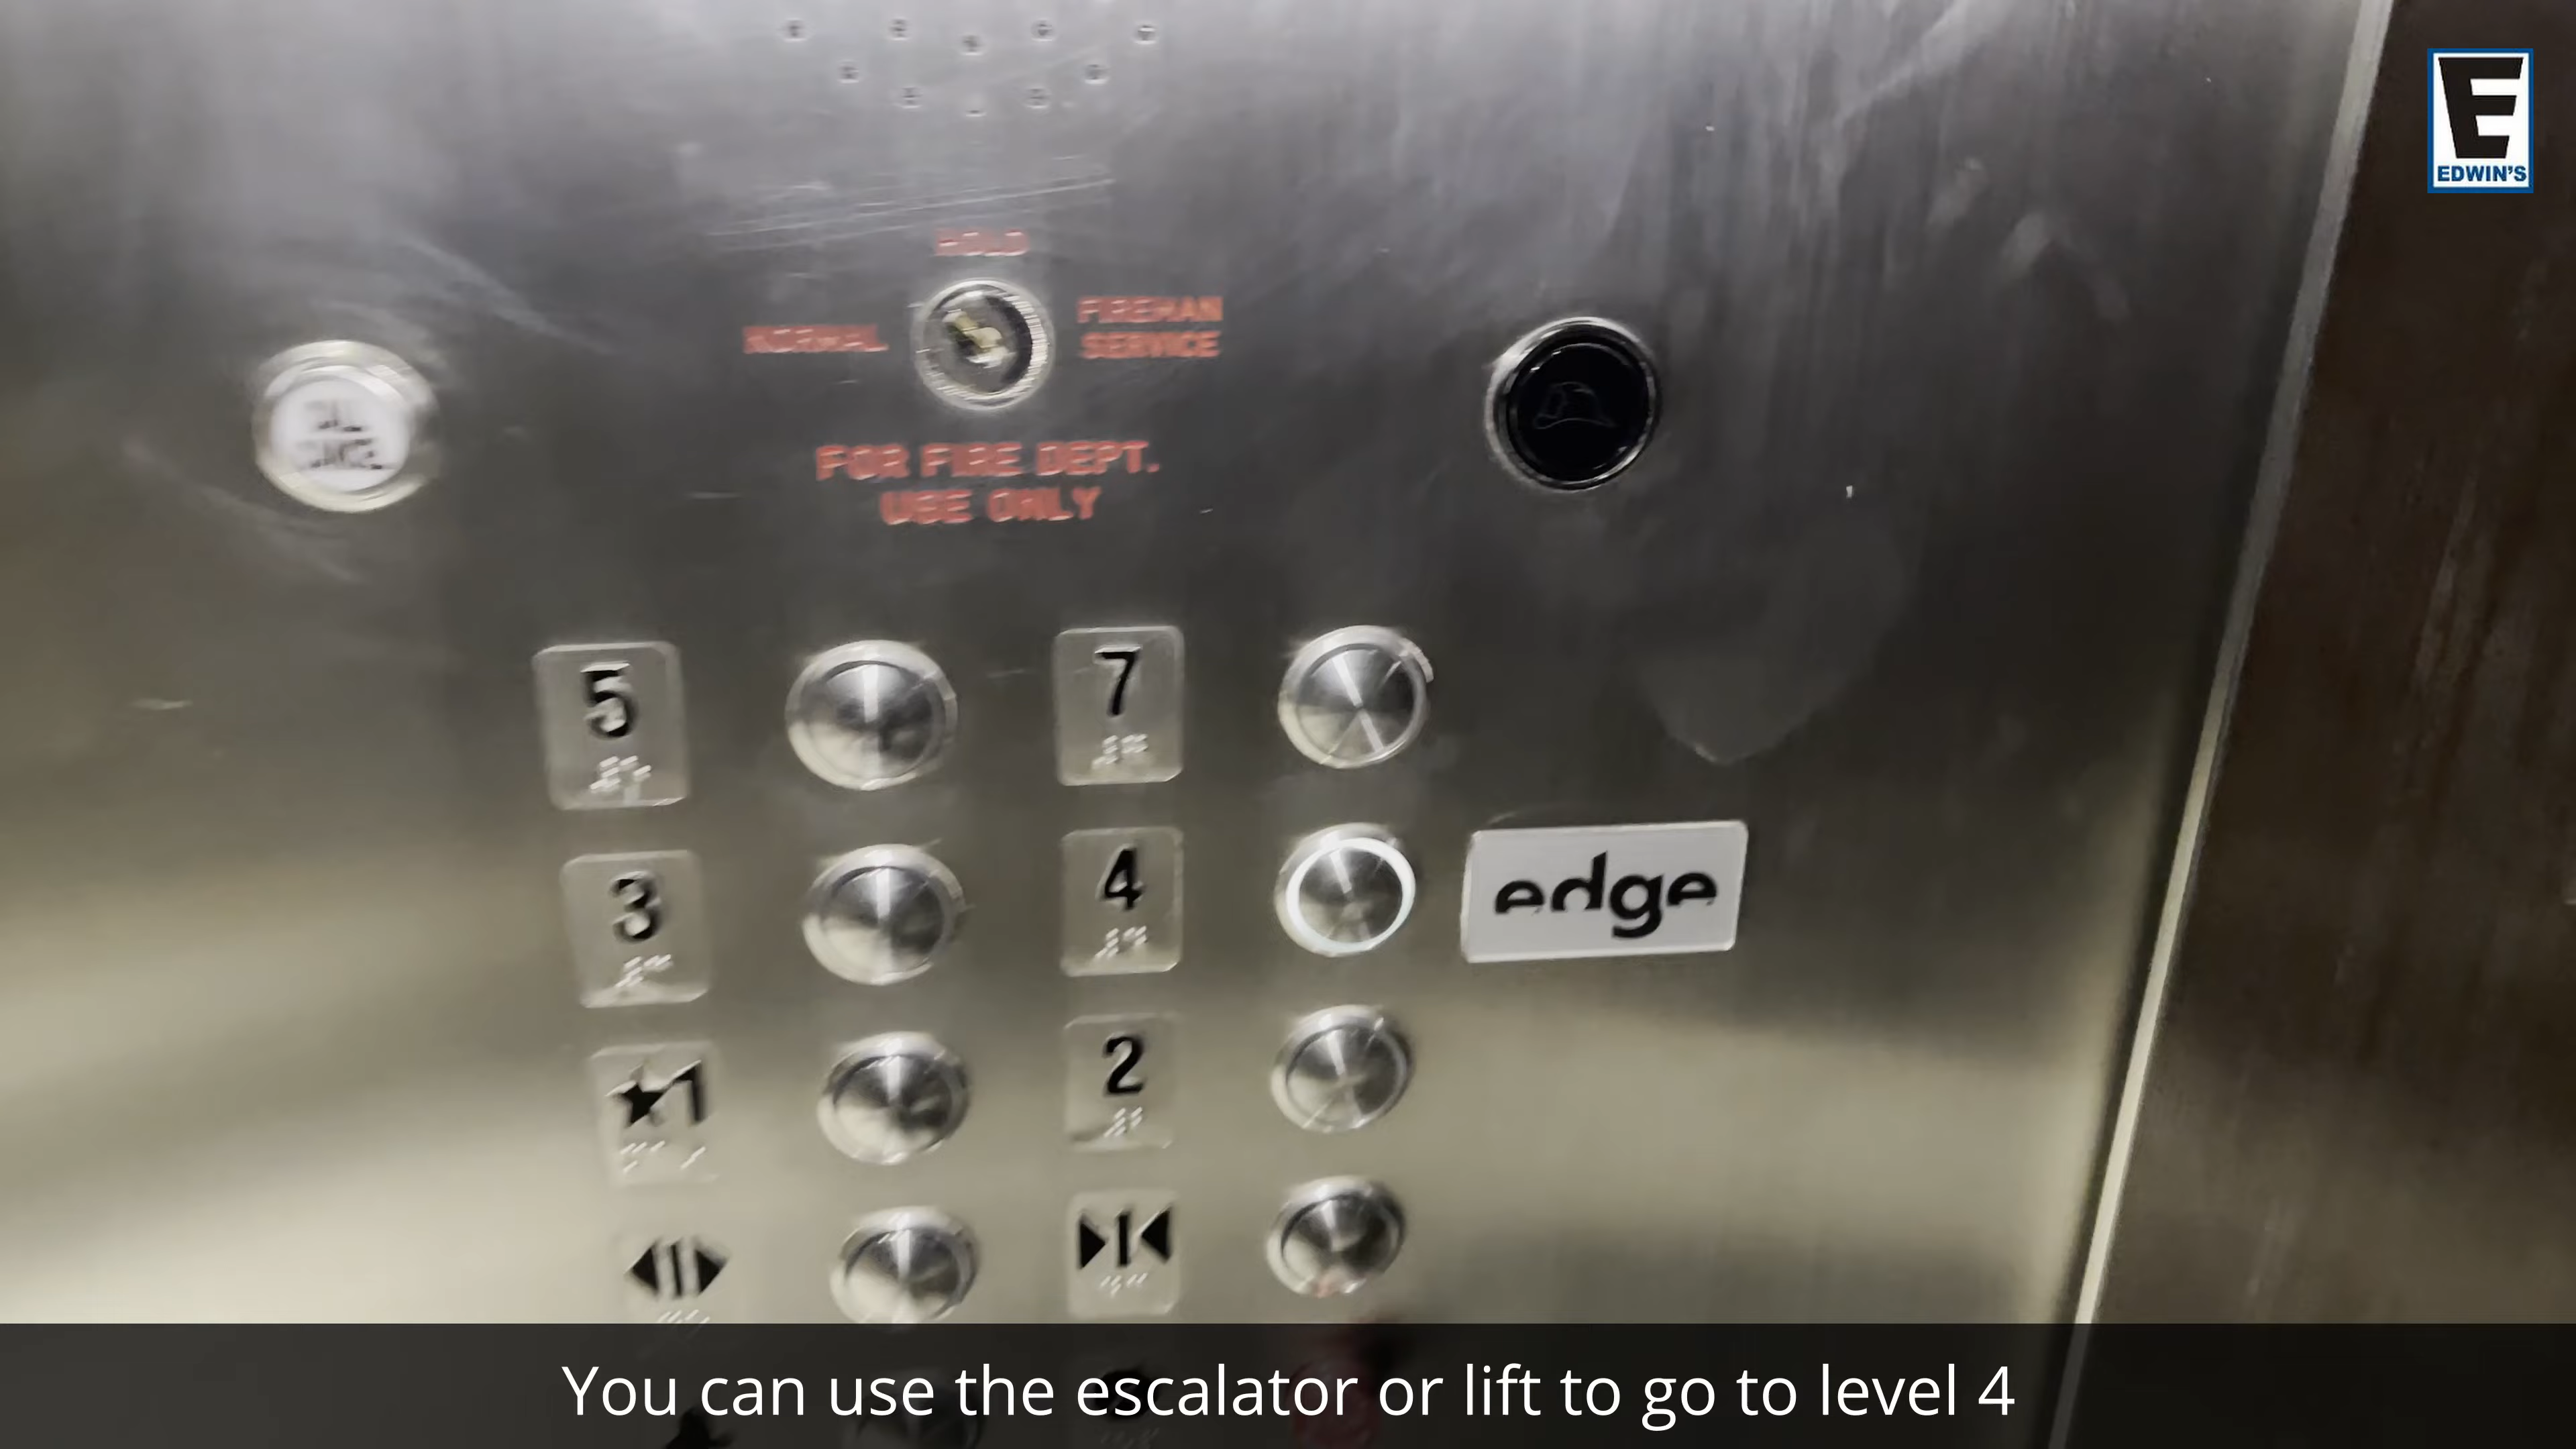 E
EDWIN'S
HOLD
NORMAL
FIREMAN
SERVICE
CALL
FOR FIRE DEPT.
USE ONLY
5
7
3
4
edge
★1
2
You can use the escalator or lift to go to level 4